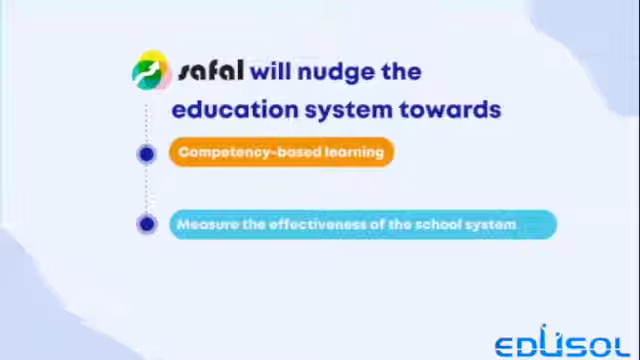 safal will nudge the
education system towards
Competency-based learning
Measure the effectiveness of the school system
EDUSOL